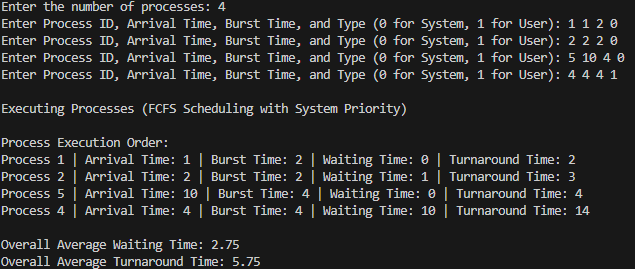 Enter the number of processes: 4
Enter Process ID, Arrival Time, Burst Time, and Type (0 for System, 1 for User): 1 1 2 0
Enter Process ID, Arrival Time, Burst Time, and Type (0 for System, 1 for User): 2 2 2 0
Enter Process ID, Arrival Time, Burst Time, and Type (0 for System, 1 for User): 5 10 4 0
Enter Process ID, Arrival Time, Burst Time, and Type (0 for System, 1 for User): 4 4 4 1
Executing Processes (FCFS Scheduling with System Priority)
Process Execution Order:
Process 1 | Arrival Time: 1 | Burst Time: 2 | Waiting Time: 0 | Turnaround Time: 2
Process 2 | Arrival Time: 2 | Burst Time: 2 | Waiting Time: 1 | Turnaround Time: 3
Process 5 | Arrival Time: 10 | Burst Time: 4 | Waiting Time: 0 | Turnaround Time: 4
Process 4 | Arrival Time: 4 | Burst Time: 4 | Waiting Time: 10 | Turnaround Time: 14
Overall Average Waiting Time: 2.75
Overall Average Turnaround Time: 5.75